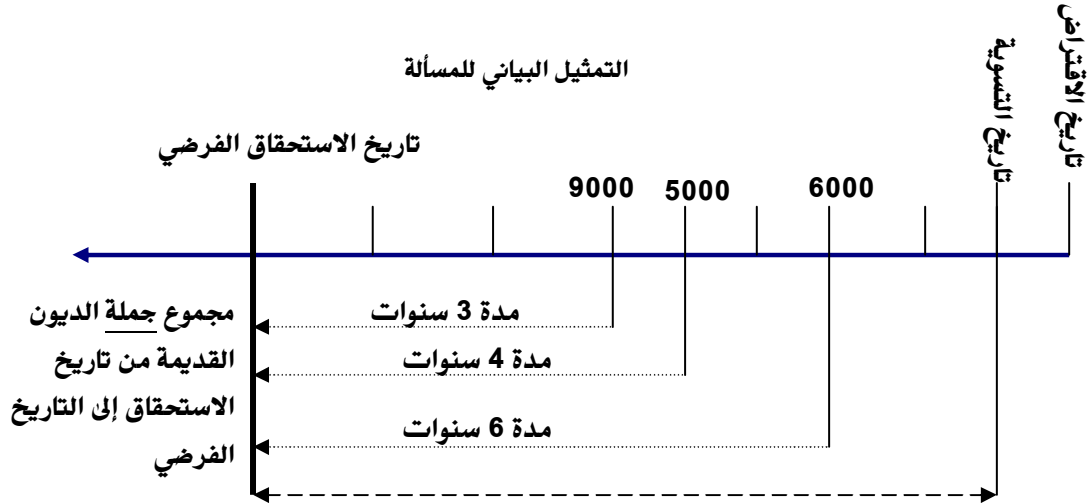 التمثيل البياني للمسألة
تاريخ الاقتراض
تاريخ التسوية
تاريخ الاستحقاق الفرضي
9000 5000 6000
مجموع جملة الديون
القديمة من تاريخ
الاستحقاق إلى التاريخ
الفرضي
مدة 3 سنوات
مدة 4 سنوات
مدة 6 سنوات